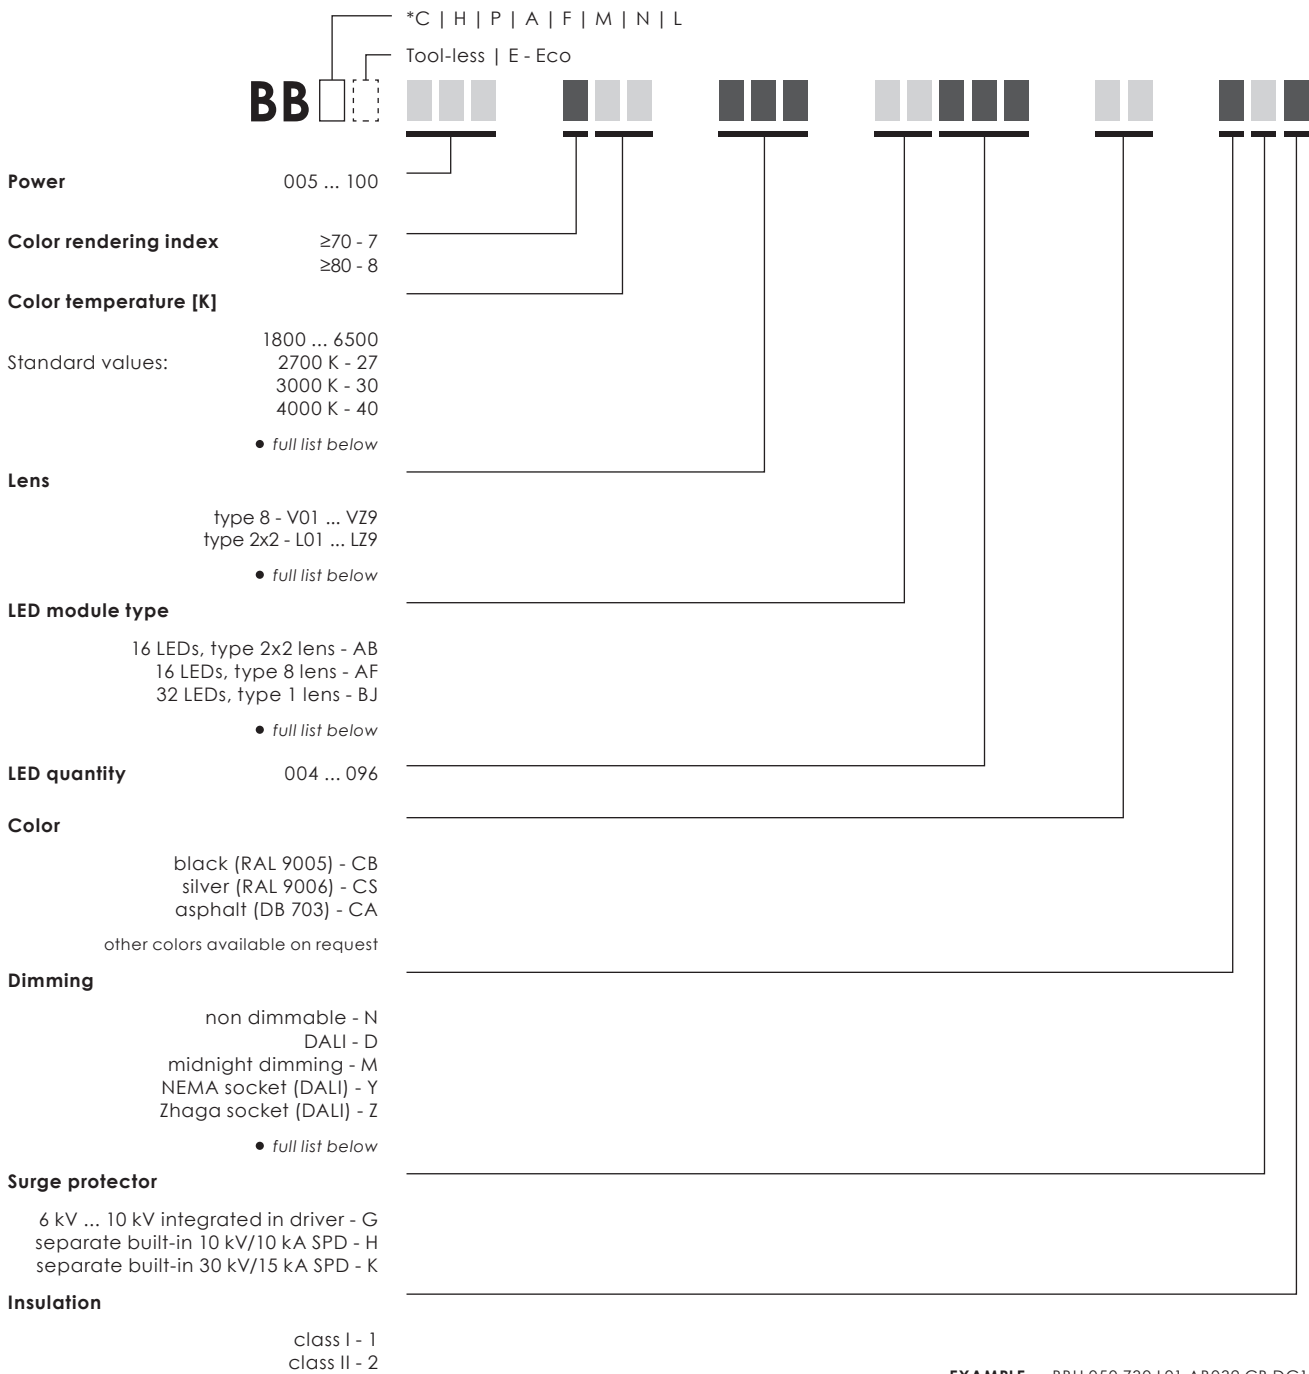 *C | H | P | A | F | M | N | L
Tool-less | E - Eco
BB
Power 005 ... 100
Color rendering index ≥70 - 7
≥80 - 8
Color temperature [K]
1800 ... 6500
Standard values: 2700 K - 27
3000 K - 30
4000 K - 40
• full list below
Lens
type 8 - V01 ... VZ9
type 2x2 - L01 ... LZ9
• full list below
LED module type
16 LEDs, type 2x2 lens - AB
16 LEDs, type 8 lens - AF
32 LEDs, type 1 lens - BJ
• full list below
LED quantity 004 ... 096
Color
black (RAL 9005) - CB
silver (RAL 9006) - CS
asphalt (DB 703) - CA
other colors available on request
Dimming
non dimmable - N
DALI - D
midnight dimming - M
NEMA socket (DALI) - Y
Zhaga socket (DALI) - Z
• full list below
Surge protector
6 kV ... 10 kV integrated in driver - G
separate built-in 10 kV/10 kA SPD - H
separate built-in 30 kV/15 kA SPD - K
Insulation
class I - 1
class II - 2
EXAMPLE